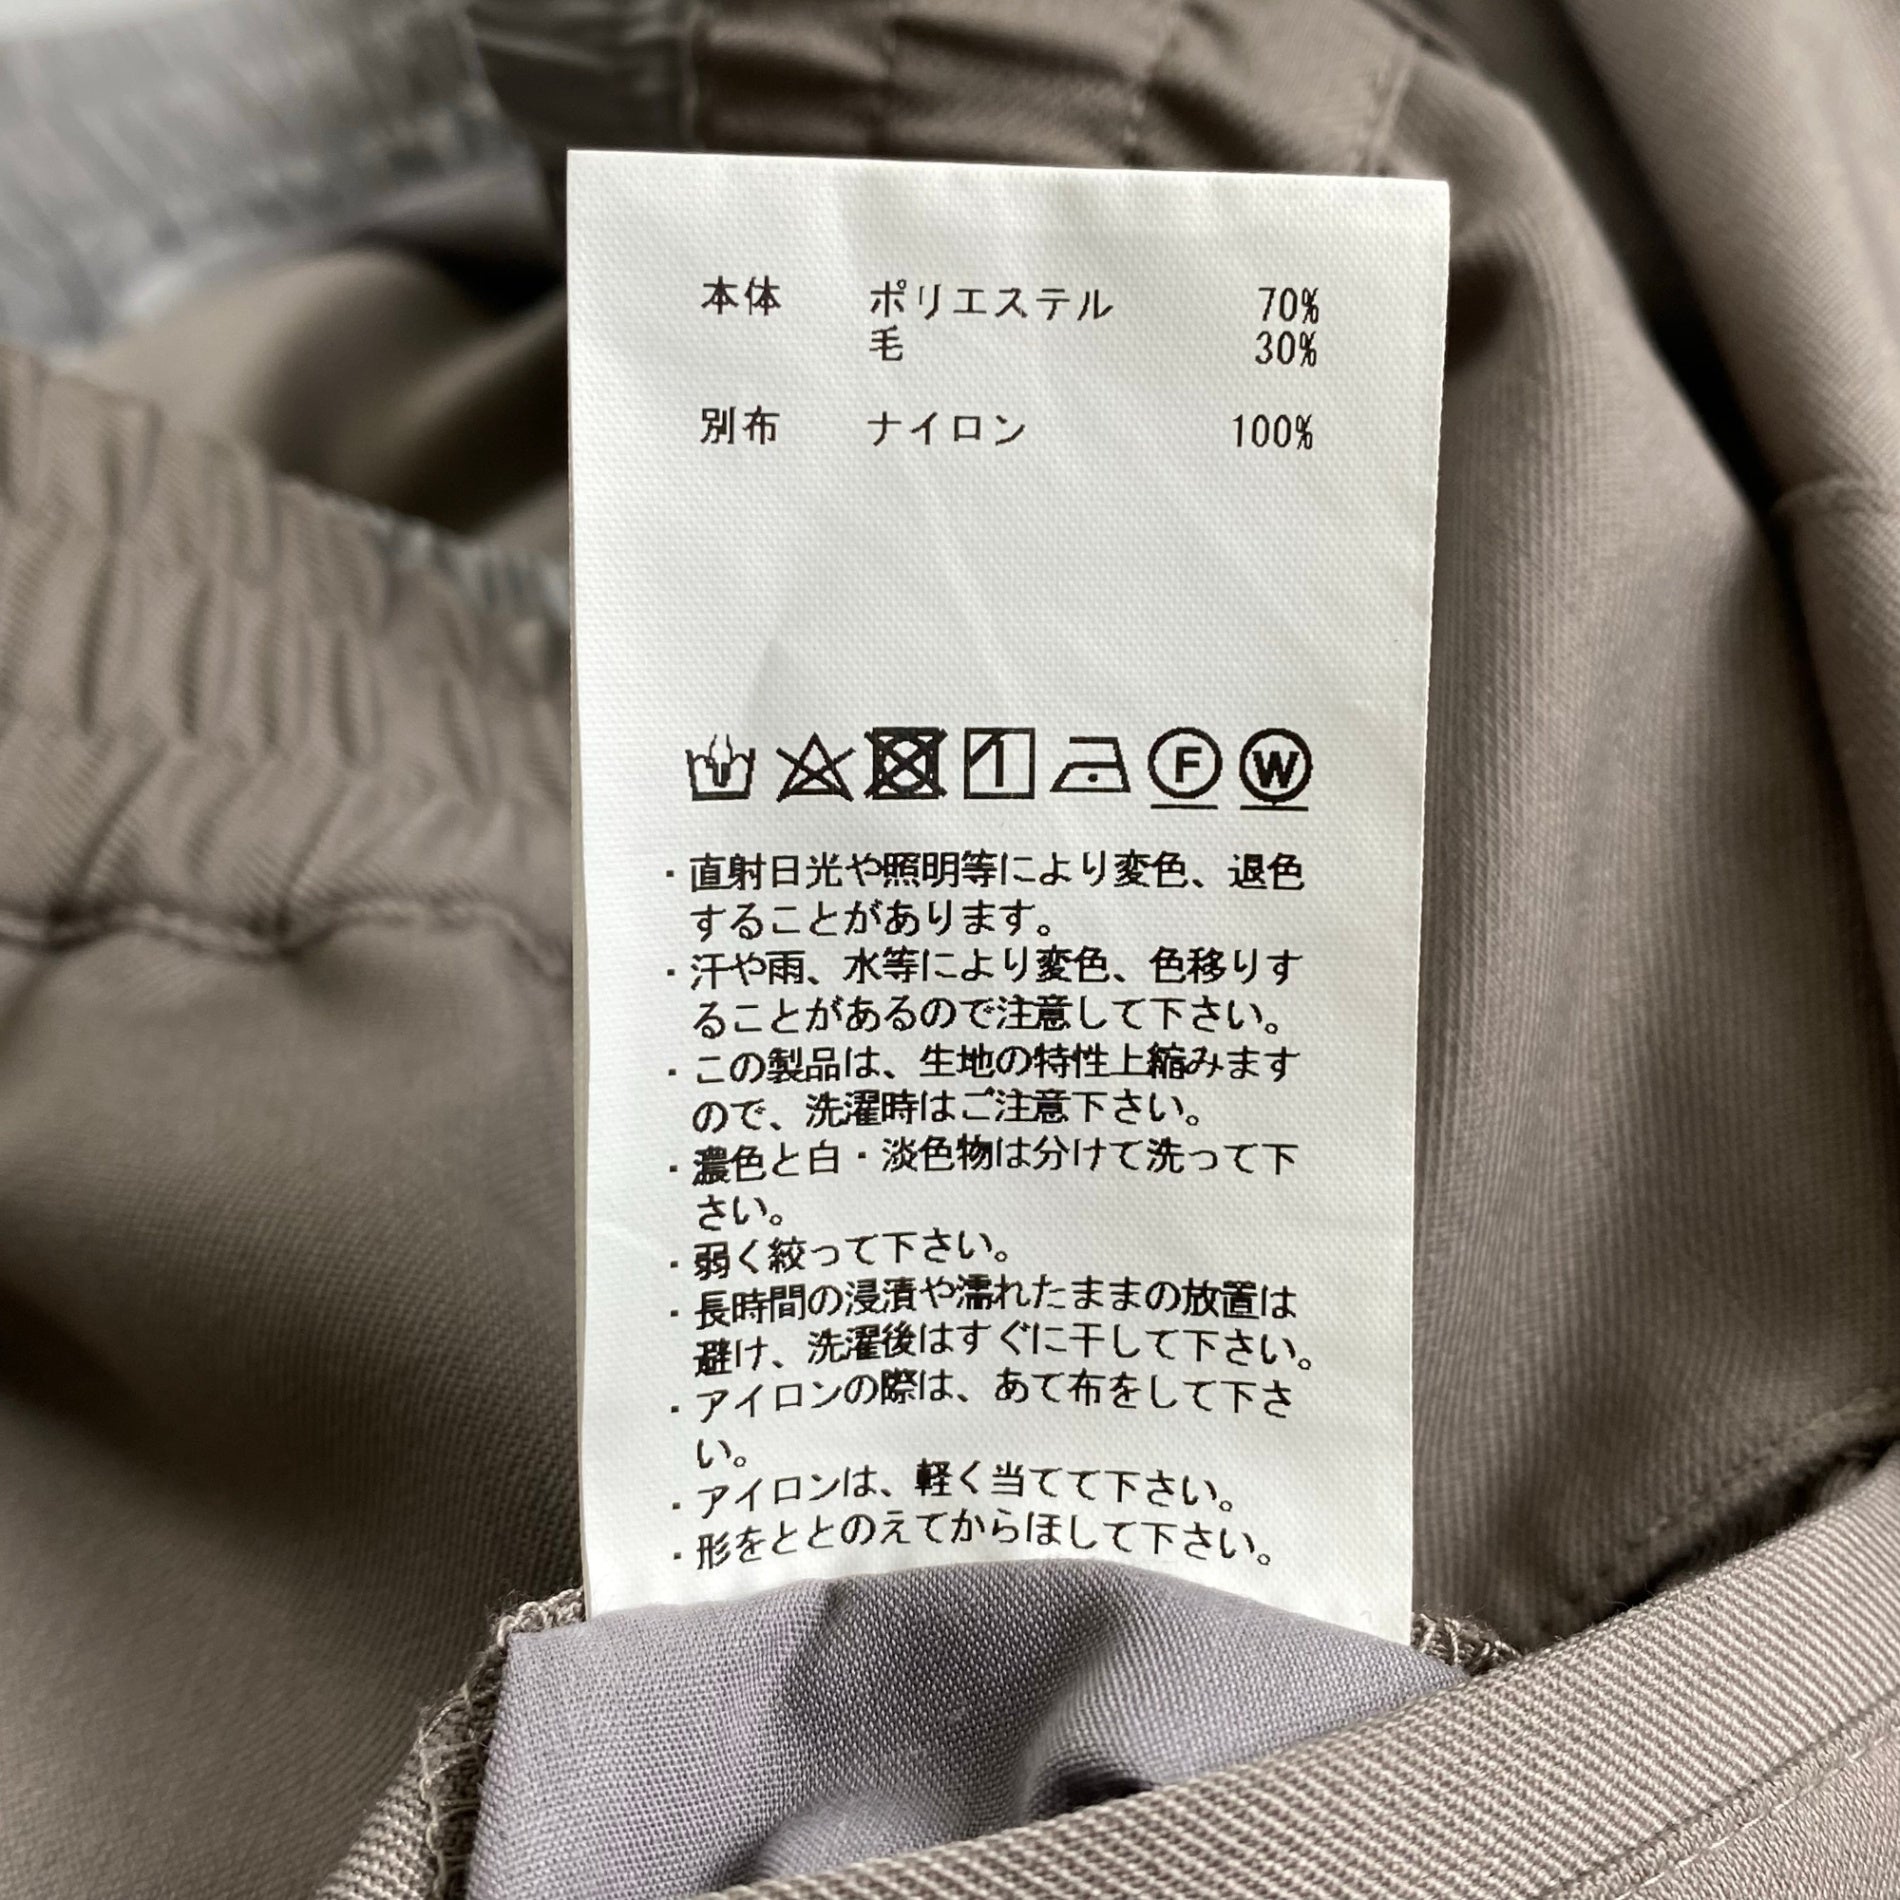 本体 ポリエステル 70%
毛 30%
別布 ナイロン 100%
F W
・直射日光や照明等により変色、退色
することがあります。
・汗や雨、水等により変色、色移りす
ることがあるので注意して下さい。
・この製品は、生地の特性上縮みます
ので、洗濯時はご注意下さい。
・濃色と白・淡色物は分けて洗って下
さい。
・弱く絞って下さい。
・長時間の浸漬や濡れたままの放置は
避け、洗濯後はすぐに干して下さい。
・アイロンの際は、あて布をして下さ
い。
・アイロンは、軽く当てて下さい。
・形をととのえてからほして下さい。